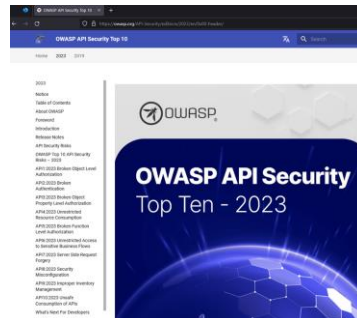 OWASP API Security Top 10
OWASP API Security Top 10
Search
Home 2023 2019
2023
Notice
Table of Contents
About OWASP
Foreword
Introduction
Release Notes
API Security Risks
OWASP Top 10 API Security
Risks – 2023
API1:2023 Broken Object Level
Authorization
API2:2023 Broken
Authentication
API3:2023 Broken Object
Property Level Authorization
API4:2023 Unrestricted
Resource Consumption
API5:2023 Broken Function
Level Authorization
API6:2023 Unrestricted Access
to Sensitive Business Flows
API7:2023 Server Side Request
Forgery
API8:2023 Security
Misconfiguration
API9:2023 Improper Inventory
Management
API10:2023 Unsafe
Consumption of APIs
What's Next For Developers
OWASP
OWASP API Security
Top Ten - 2023